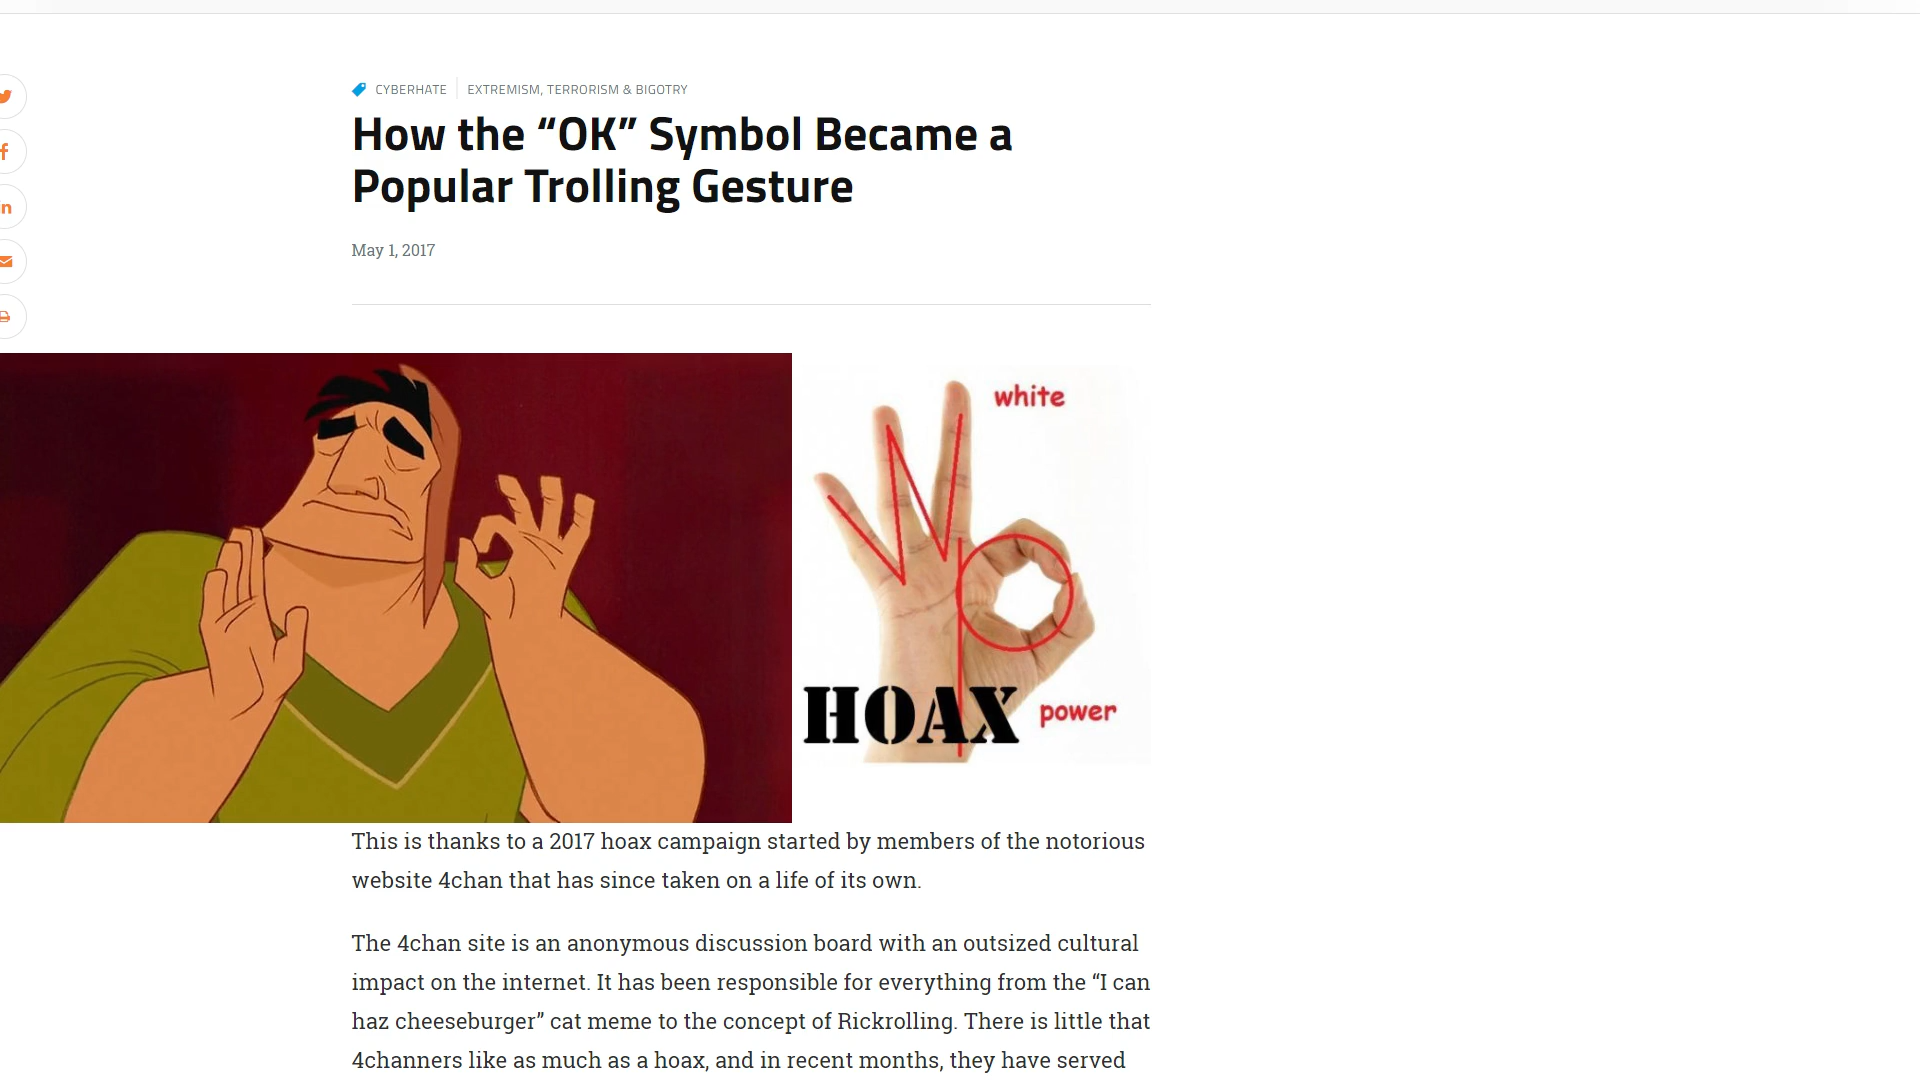 CYBERHATE
EXTREMISM, TERRORISM & BIGOTRY
How the “OK” Symbol Became a
Popular Trolling Gesture
May 1, 2017
white
HOAX
power
This is thanks to a 2017 hoax campaign started by members of the notorious
website 4chan that has since taken on a life of its own.
The 4chan site is an anonymous discussion board with an outsized cultural
impact on the internet. It has been responsible for everything from the “I can
haz cheeseburger” cat meme to the concept of Rickrolling. There is little that
4channers like as much as a hoax, and in recent months, they have served